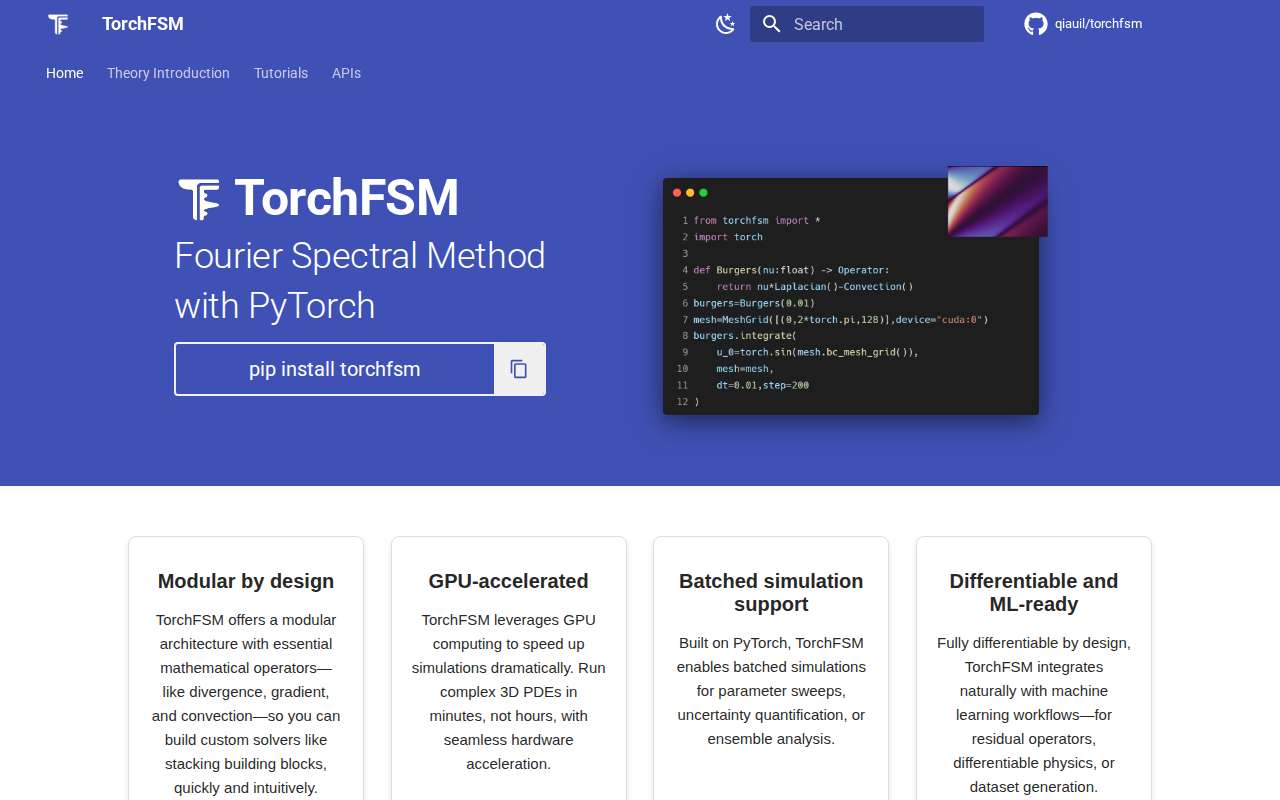 TorchFSM
Search
qiauil/torchfsm
Home
Theory Introduction
Tutorials
APIs
TorchFSM
Fourier Spectral Method
with PyTorch
pip install torchfsm
1 from torchfsm import *
2 import torch
3
4 def Burgers(nu:float) -> Operator:
5     return nu*Laplacian()-Convection()
6 burgers=Burgers(0.01)
7 mesh=MeshGrid([(0,2*torch.pi,128)],device="cuda:0")
8 burgers.integrate(
9     u_0=torch.sin(mesh.bc_mesh_grid()),
10     mesh=mesh,
11     dt=0.01,step=200
12 )
Modular by design
TorchFSM offers a modular
architecture with essential
mathematical operators—
like divergence, gradient,
and convection—so you can
build custom solvers like
stacking building blocks,
quickly and intuitively.
GPU-accelerated
TorchFSM leverages GPU
computing to speed up
simulations dramatically. Run
complex 3D PDEs in
minutes, not hours, with
seamless hardware
acceleration.
Batched simulation
support
Built on PyTorch, TorchFSM
enables batched simulations
for parameter sweeps,
uncertainty quantification, or
ensemble analysis.
Differentiable and
ML-ready
Fully differentiable by design,
TorchFSM integrates
naturally with machine
learning workflows—for
residual operators,
differentiable physics, or
dataset generation.